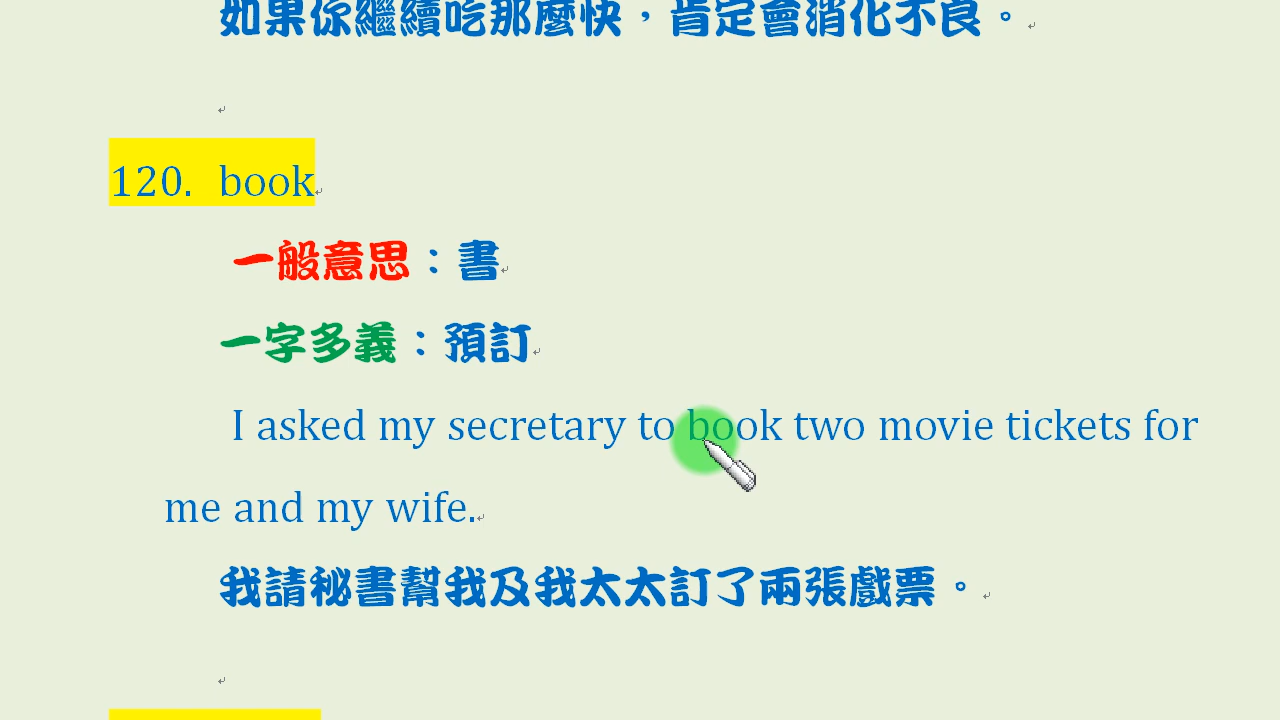 如果你繼續吃那麼快，肯定會消化不良。
120. book
一般意思：書
一字多義：預訂
I asked my secretary to book two movie tickets for
me and my wife.
我請秘書幫我及我太太訂了兩張戲票。